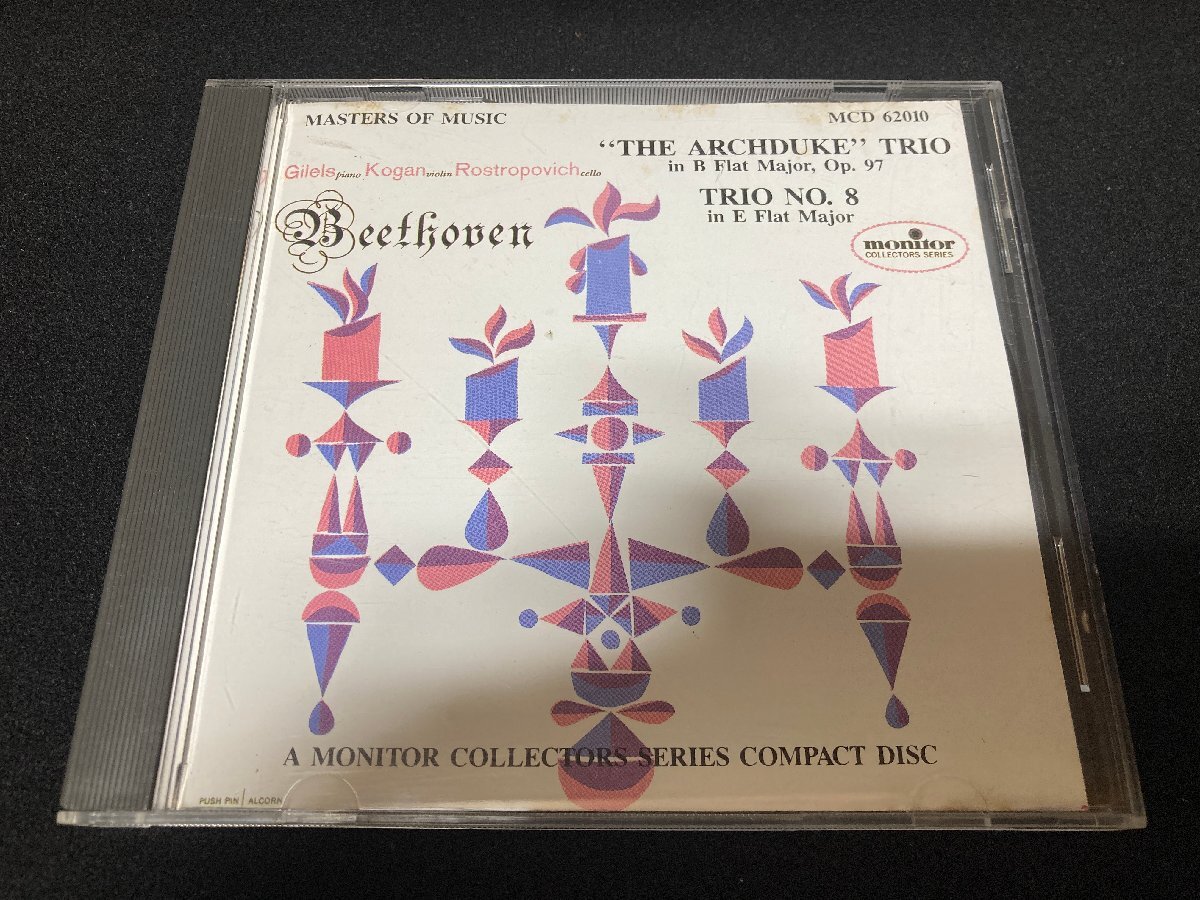 MASTERS OF MUSIC
MCD 62010
“THE ARCHDUKE” TRIO
in B Flat Major, Op. 97
Gilels piano Kogan violin Rostropovich cello
TRIO NO. 8
in E Flat Major
Beethoven
monitor
COLLECTORS SERIES
A MONITOR COLLECTORS SERIES COMPACT DISC
PUSH PIN | ALCORN